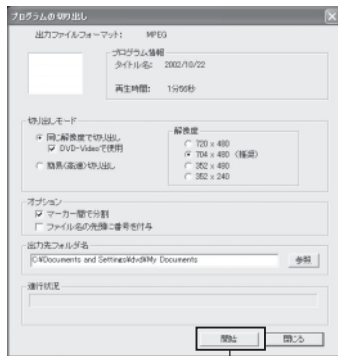 プログラムの切り出し
出力ファイルフォーマット: MPEG
プログラム情報
タイトル名: 2002/10/22
再生時間: 1分66秒
切り出しモード
同じ解像度で切り出し
DVD-Videoで使用
簡易(高速)切り出し
解像度
720 x 480
704 x 480 (推奨)
352 x 480
352 x 240
オプション
マーカー間で分割
ファイル名の先頭に番号を付与
出力先フォルダ名
C:¥Documents and Settings¥dvd¥My Documents
参照
進行状況
開始
閉じる